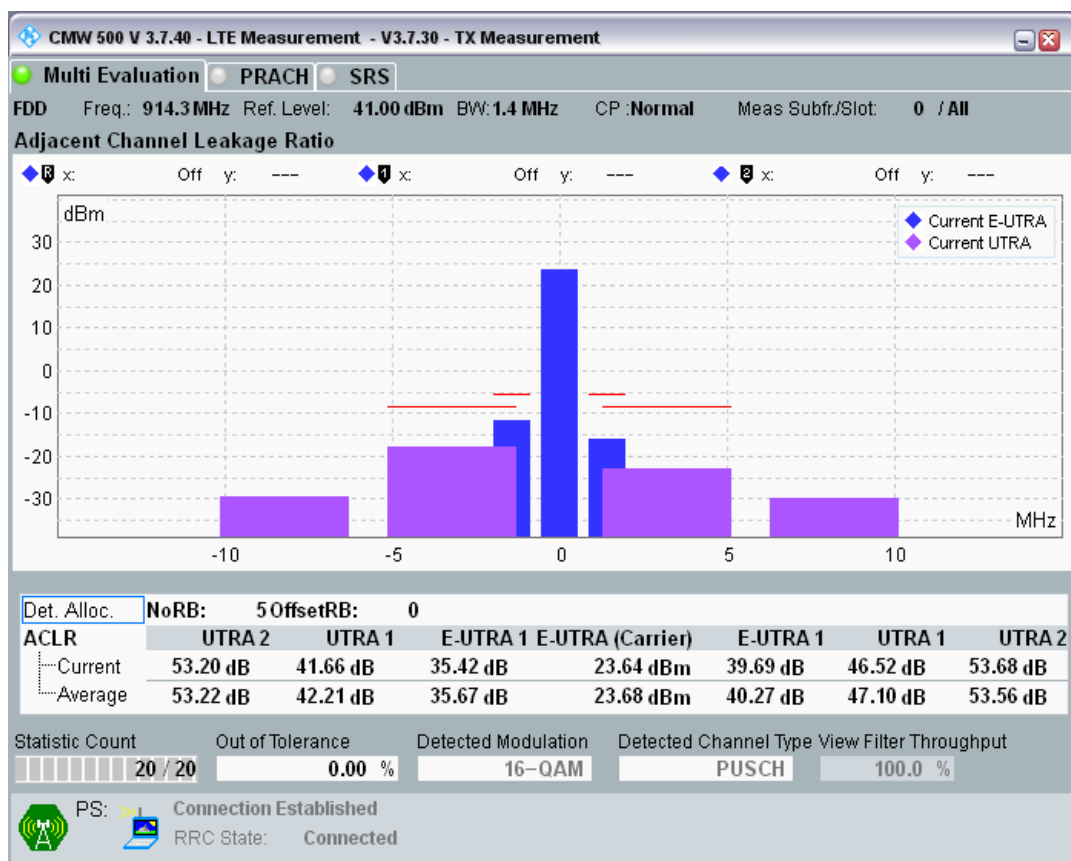 CMW 500 V 3.7.40 - LTE Measurement - V3.7.30 - TX Measurement
Multi Evaluation PRACH SRS
FDD Freq.: 914.3 MHz Ref. Level: 41.00 dBm BW: 1.4 MHz CP :Normal Meas Subfr./Slot: 0 / All
Adjacent Channel Leakage Ratio
R x: Off y: --- 1 x: Off y: --- 2 x: Off y: ---
dBm
Current E-UTRA
Current UTRA
30
20
10
0
-10
-20
-30
MHz
-10 -5 0 5 10
Det. Alloc. NoRB: 5 OffsetRB: 0
ACLR UTRA 2 UTRA 1 E-UTRA 1 E-UTRA (Carrier) E-UTRA 1 UTRA 1 UTRA 2
Current 53.20 dB 41.66 dB 35.42 dB 23.64 dBm 39.69 dB 46.52 dB 53.68 dB
Average 53.22 dB 42.21 dB 35.67 dB 23.68 dBm 40.27 dB 47.10 dB 53.56 dB
Statistic Count Out of Tolerance Detected Modulation Detected Channel Type View Filter Throughput
20 / 20 0.00 % 16-QAM PUSCH 100.0 %
PS: Connection Established
RRC State: Connected